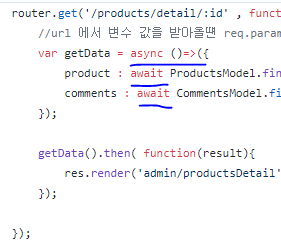 router.get('/products/detail/:id' , func
//url 에서 변수 값을 받아올땐 req.param
var getData = async ()=>({
product : await ProductsModel.fin
comments : await CommentsModel.fi
});
getData().then( function(result){
res.render('admin/productsDetail'
});
});